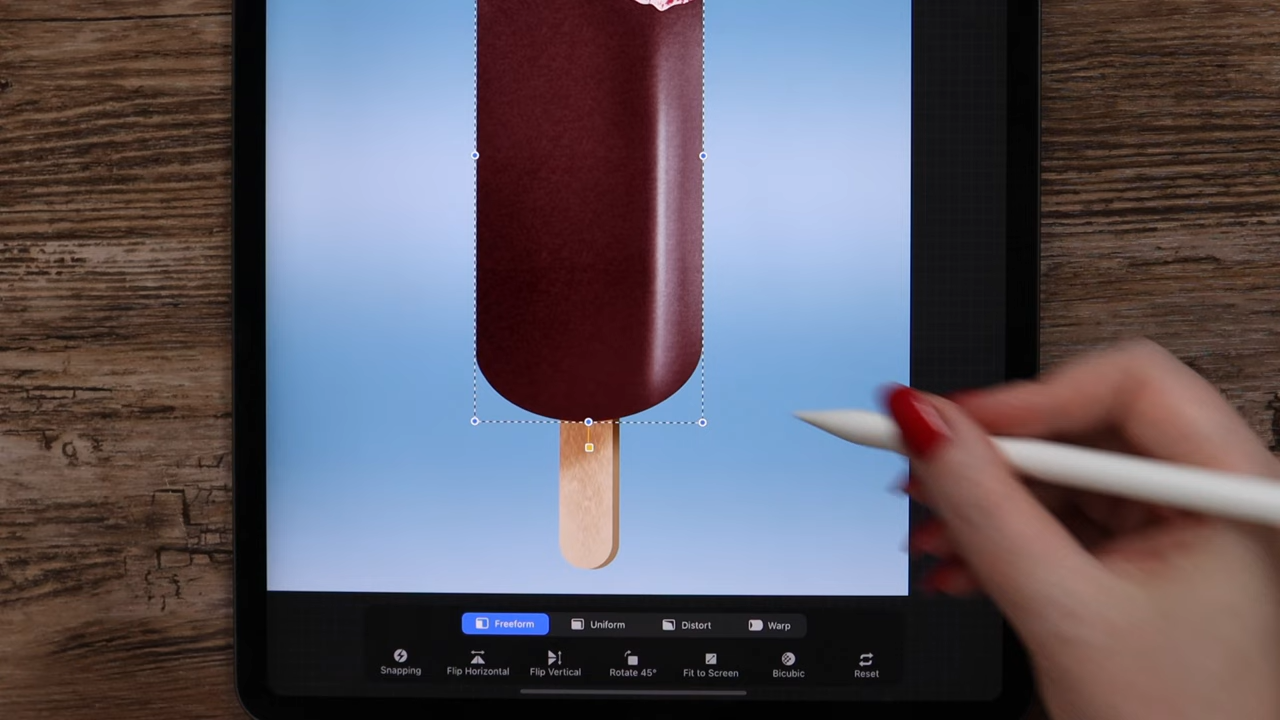 Freeform Uniform Distort Warp
Snapping Flip Horizontal Flip Vertical Rotate 45° Fit to Screen Bicubic Reset